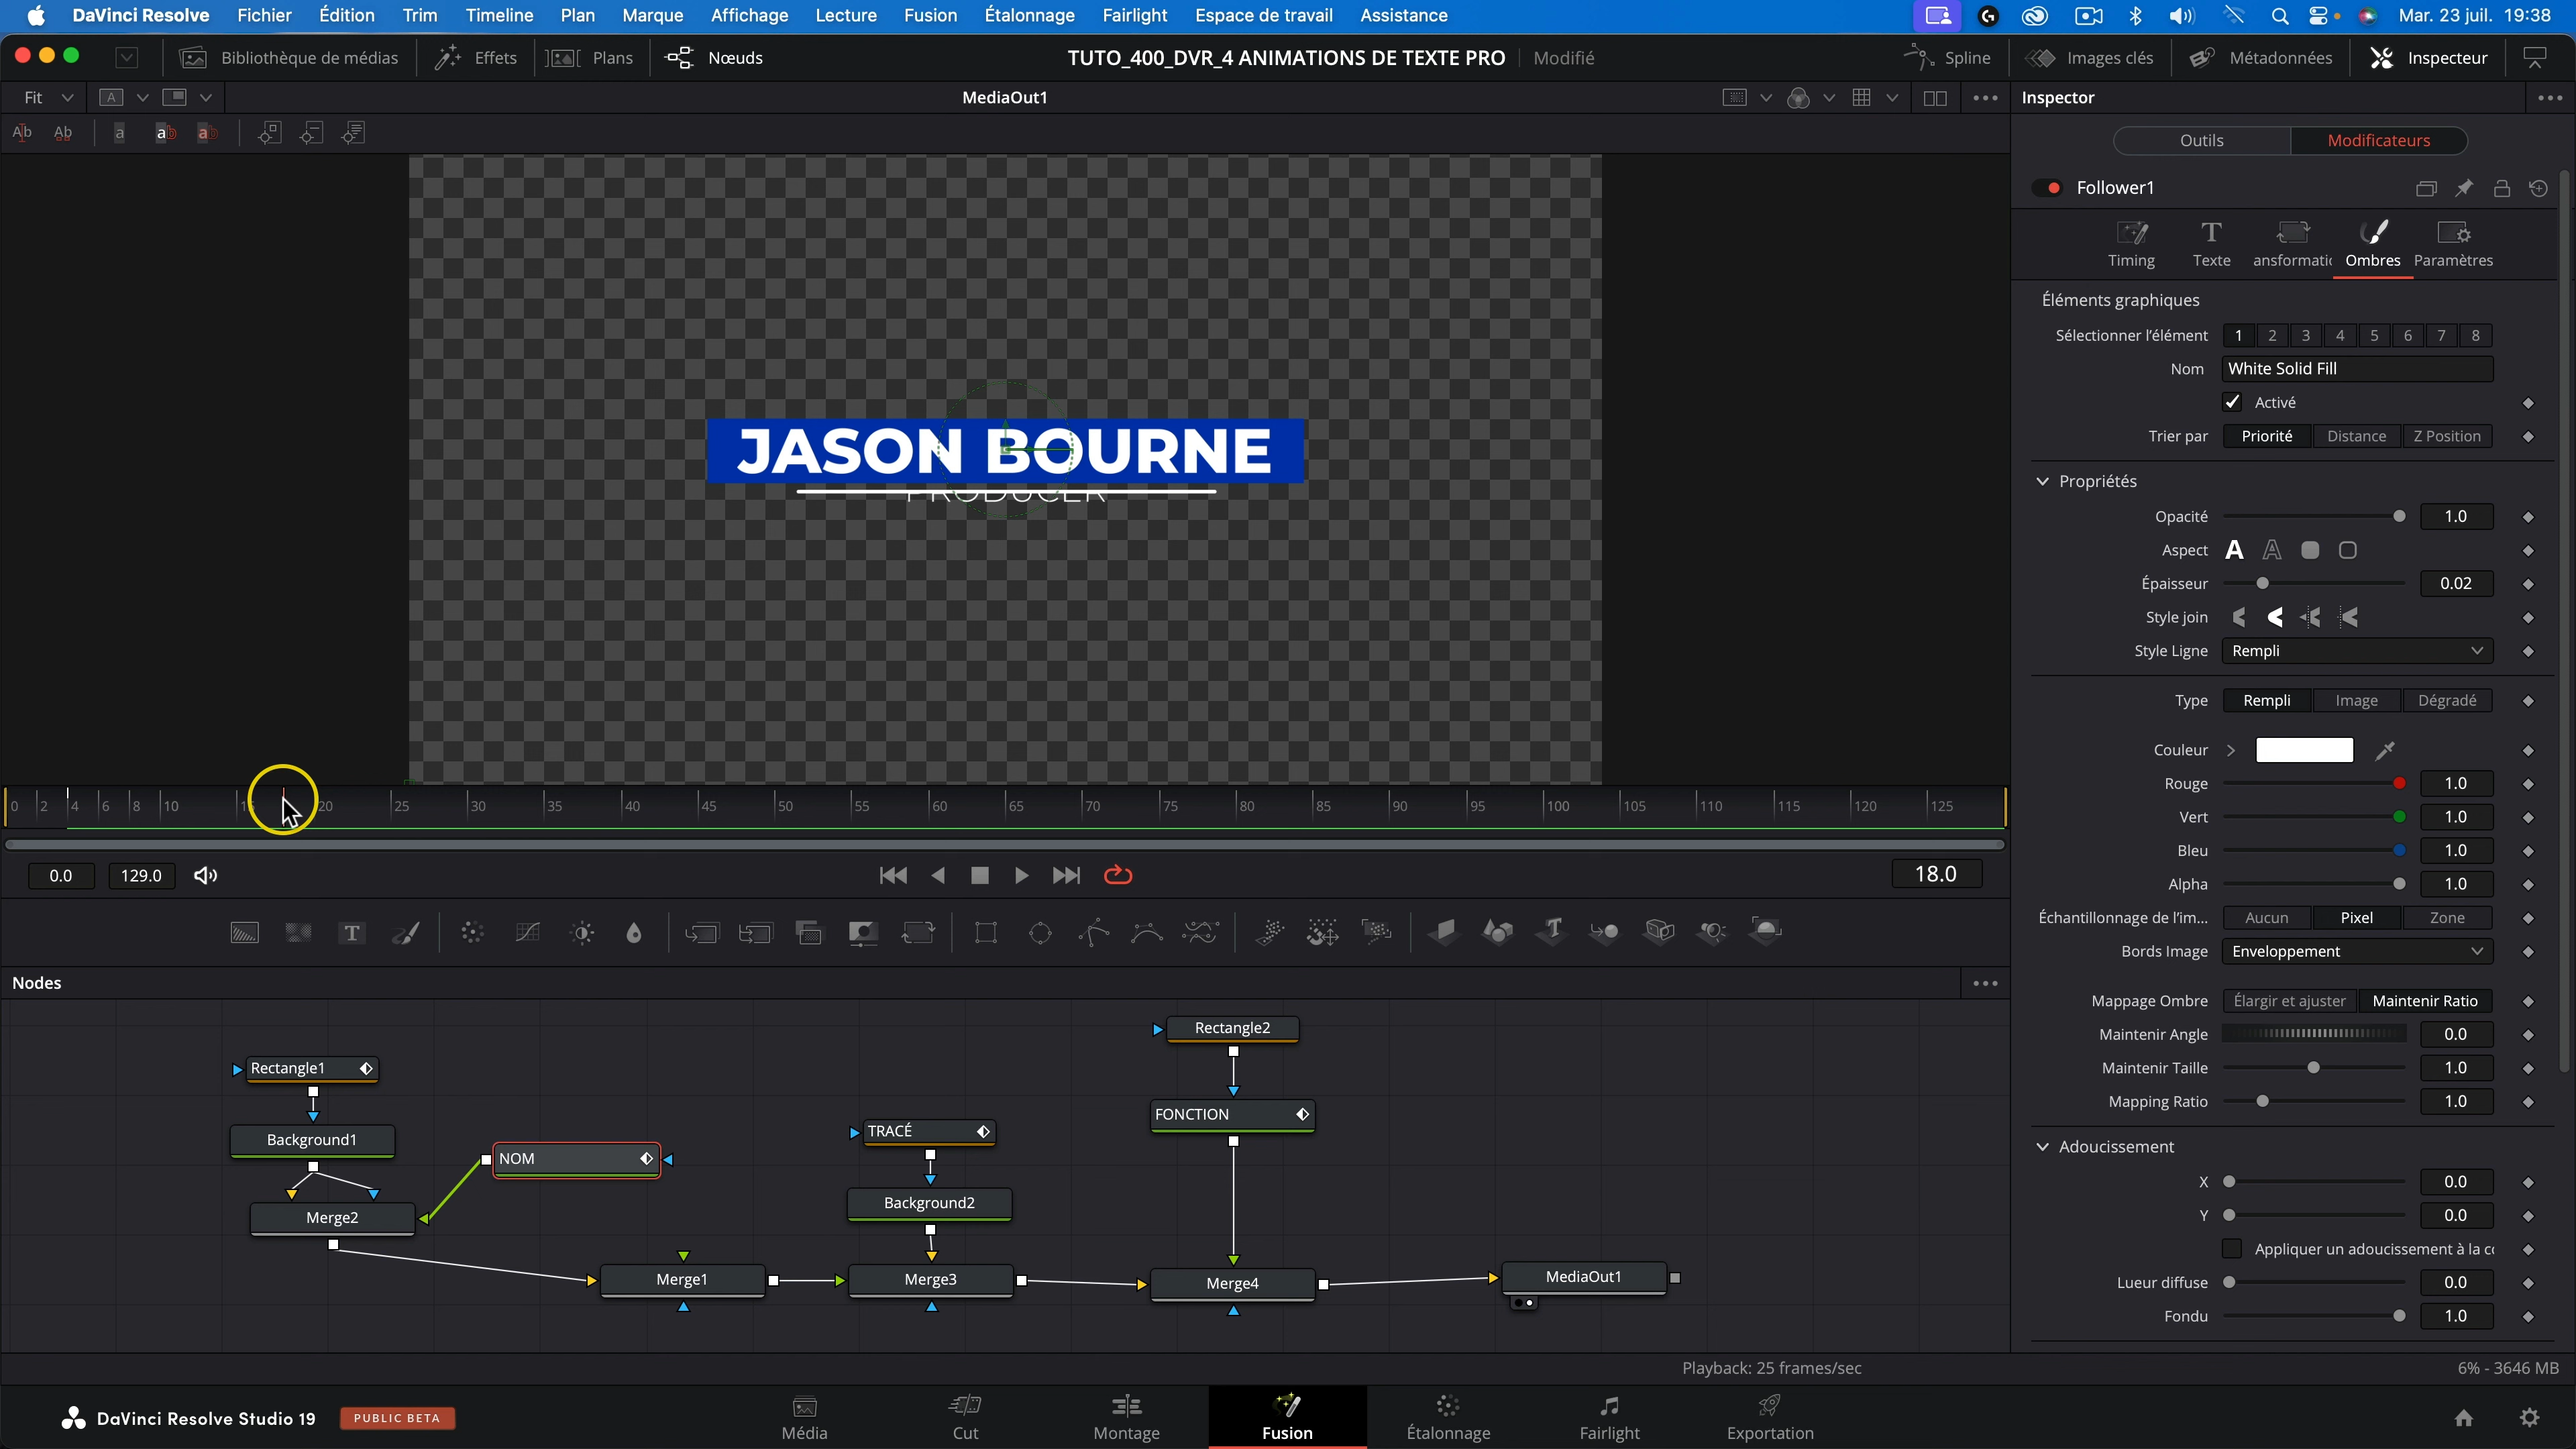 DaVinci Resolve Fichier Édition Trim Timeline Plan Marque Affichage Lecture Fusion Étalonnage Fairlight Espace de travail Assistance Mar. 23 juil. 19:38
Bibliothèque de médias Effets Plans Nœuds TUTO_400_DVR_4 ANIMATIONS DE TEXTE PRO Modifié Spline Images clés Métadonnées Inspecteur
Fit A MediaOut1 Inspector
Outils Modificateurs
Follower1
Timing Texte ansformatio Ombres Paramètres
Éléments graphiques
Sélectionner l'élément 1 2 3 4 5 6 7 8
Nom White Solid Fill
Activé
Trier par Priorité Distance Z Position
JASON BOURNE
PRODUCER
Propriétés
Opacité 1.0
Aspect A A
Épaisseur 0.02
Style join
Style Ligne Rempli
Type Rempli Image Dégradé
Couleur
Rouge 1.0
Vert 1.0
Bleu 1.0
Alpha 1.0
Échantillonnage de l'im... Aucun Pixel Zone
Bords Image Enveloppement
Mappage Ombre Élargir et ajuster Maintenir Ratio
Maintenir Angle 0.0
Maintenir Taille 1.0
Mapping Ratio 1.0
Adoucissement
X 0.0
Y 0.0
Appliquer un adoucissement à la co
Lueur diffuse 0.0
Fondu 1.0
0 2 4 6 8 10 20 25 30 35 40 45 50 55 60 65 70 75 80 85 90 95 100 105 110 115 120 125
0.0 129.0 18.0
Nodes
Rectangle2
Rectangle1
FONCTION
TRACÉ
Background1
NOM
Background2
Merge2
Merge1 Merge3 Merge4 MediaOut1
Playback: 25 frames/sec 6% - 3646 MB
DaVinci Resolve Studio 19 PUBLIC BETA
Média Cut Montage Fusion Étalonnage Fairlight Exportation